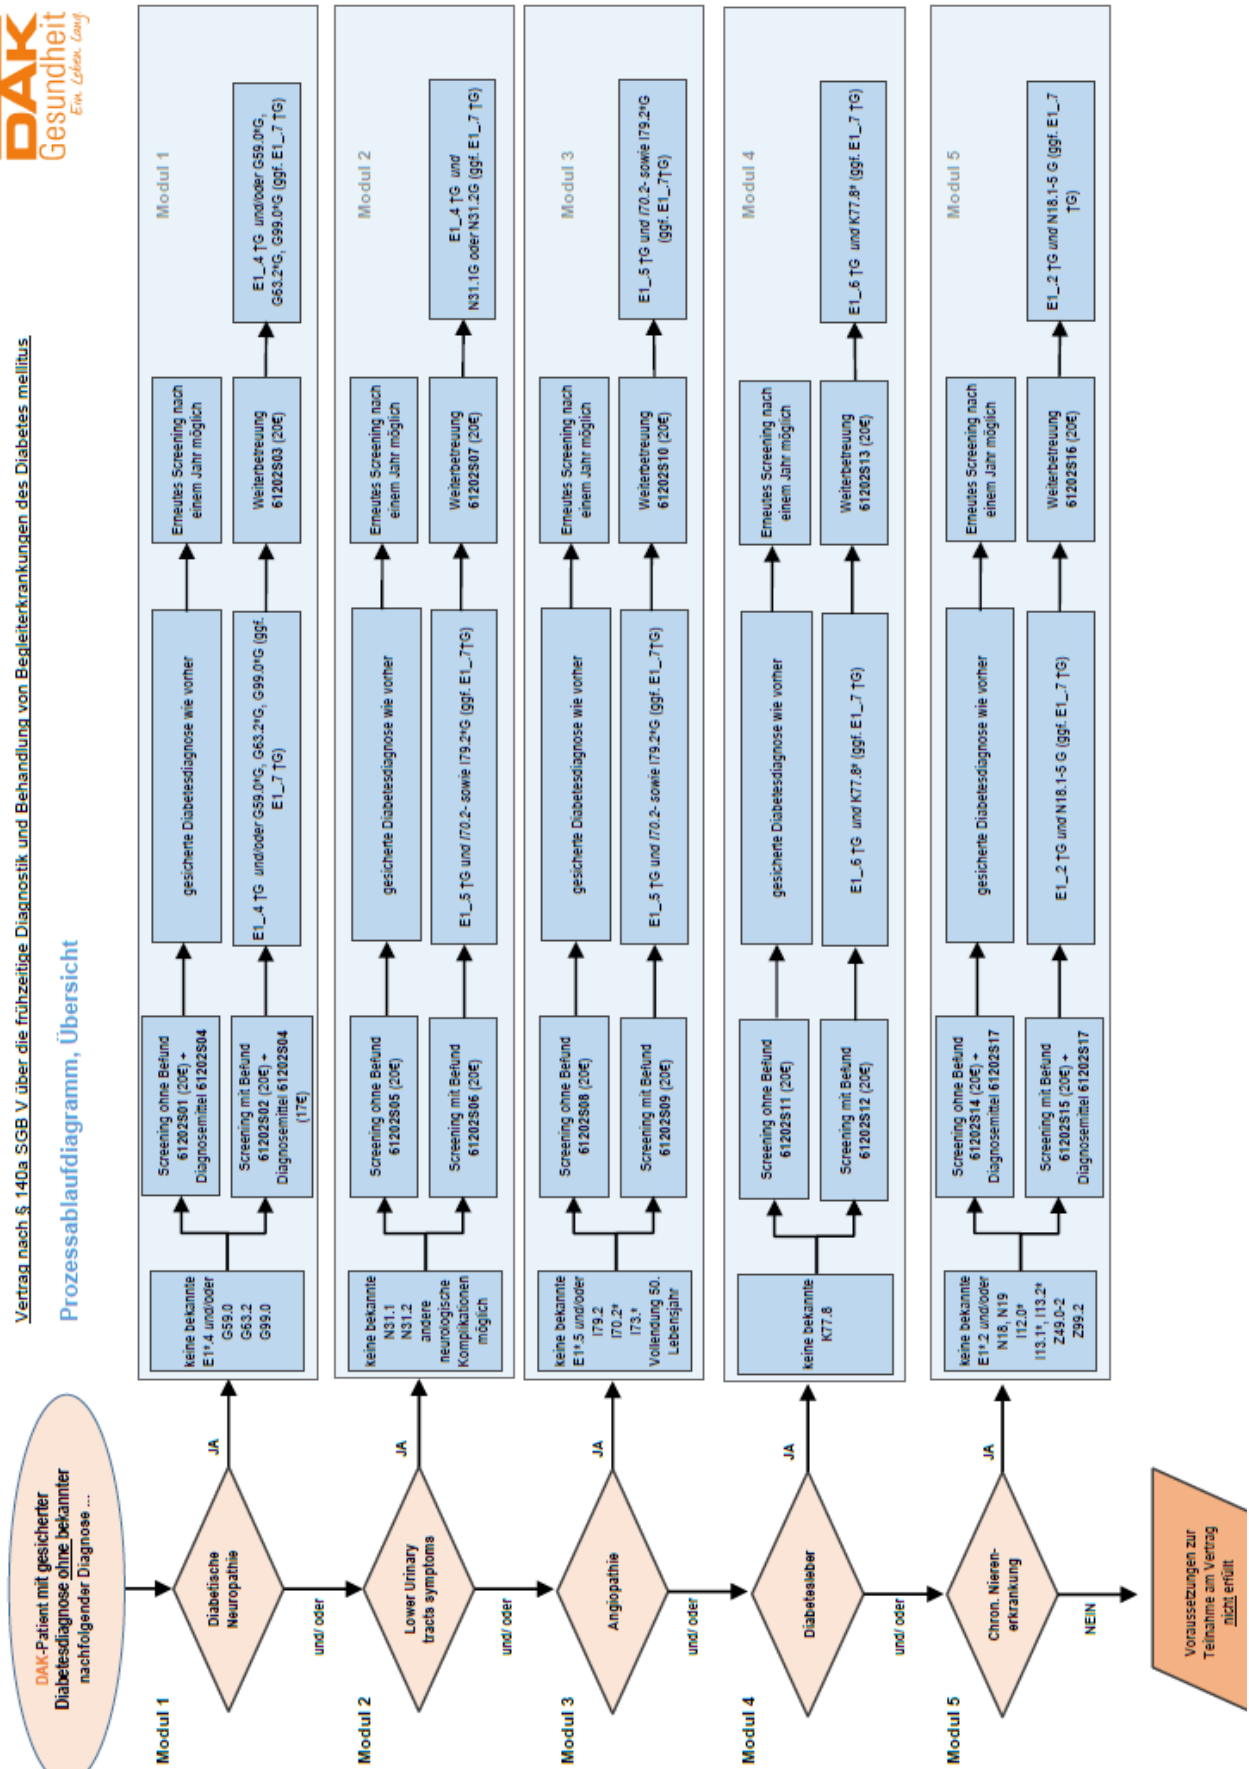 DAK
Gesundheit
Ein Leben lang
Vertrag nach § 140a SGB V über die frühzeitige Diagnostik und Behandlung von Begleiterkrankungen des Diabetes mellitus
Prozessablaufdiagramm, Übersicht
DAK-Patient mit gesicherter
Diabetesdiagnose ohne bekannter
nachfolgender Diagnose ...
Modul 1
Diabetische
Neuropathie
JA
keine bekannte
E1*.4 und/oder
G59.0
G63.2
G99.0
Screening ohne Befund
61202S01 (20€) +
Diagnosemittel 61202S04
gesicherte Diabetesdiagnose wie vorher
Erneutes Screening nach
einem Jahr möglich
Modul 1
Screening mit Befund
61202S02 (20€) +
Diagnosemittel 61202S04
(17€)
E1_.4 †G und/oder G59.0*G, G63.2*G, G99.0*G (ggf.
E1_.7 †G)
Weiterbetreuung
61202S03 (20€)
E1_.4 †G und/oder G59.0*G,
G63.2*G, G99.0*G (ggf. E1_.7 †G)
und/ oder
Modul 2
Lower Urinary
tracts symptoms
JA
keine bekannte
N31.1
N31.2
andere
neurologische
Komplikationen
möglich
Screening ohne Befund
61202S05 (20€)
gesicherte Diabetesdiagnose wie vorher
Erneutes Screening nach
einem Jahr möglich
Modul 2
Screening mit Befund
61202S06 (20€)
E1_.5 †G und I70.2- sowie I79.2*G (ggf. E1_.7†G)
Weiterbetreuung
61202S07 (20€)
E1_.4 †G und
N31.1G oder N31.2G (ggf. E1_.7 †G)
und/ oder
Modul 3
Angiopathie
JA
keine bekannte
E1*.5 und/oder
I79.2
I70.2*
I73.*
Vollendung 50.
Lebensjahr
Screening ohne Befund
61202S08 (20€)
gesicherte Diabetesdiagnose wie vorher
Erneutes Screening nach
einem Jahr möglich
Modul 3
Screening mit Befund
61202S09 (20€)
E1_.5 †G und I70.2- sowie I79.2*G (ggf. E1_.7†G)
Weiterbetreuung
61202S10 (20€)
E1_.5 †G und I70.2- sowie I79.2*G
(ggf. E1_.7†G)
und/ oder
Modul 4
Diabetesleber
JA
keine bekannte
K77.8
Screening ohne Befund
61202S11 (20€)
gesicherte Diabetesdiagnose wie vorher
Erneutes Screening nach
einem Jahr möglich
Modul 4
Screening mit Befund
61202S12 (20€)
E1_.6 †G und K77.8* (ggf. E1_.7 †G)
Weiterbetreuung
61202S13 (20€)
E1_.6 †G und K77.8* (ggf. E1_.7 †G)
und/ oder
Modul 5
Chron. Nieren-
erkrankung
JA
keine bekannte
E1*.2 und/oder
N18, N19
I12.0*
I13.1*, I13.2*
Z49.0-2
Z99.2
Screening ohne Befund
61202S14 (20€) +
Diagnosemittel 61202S17
gesicherte Diabetesdiagnose wie vorher
Erneutes Screening nach
einem Jahr möglich
Modul 5
Screening mit Befund
61202S15 (20€) +
Diagnosemittel 61202S17
E1_.2 †G und N18.1-5 G (ggf. E1_.7 †G)
Weiterbetreuung
61202S16 (20€)
E1_.2 †G und N18.1-5 G (ggf. E1_.7
†G)
NEIN
Voraussetzungen zur
Teilnahme am Vertrag
nicht erfüllt